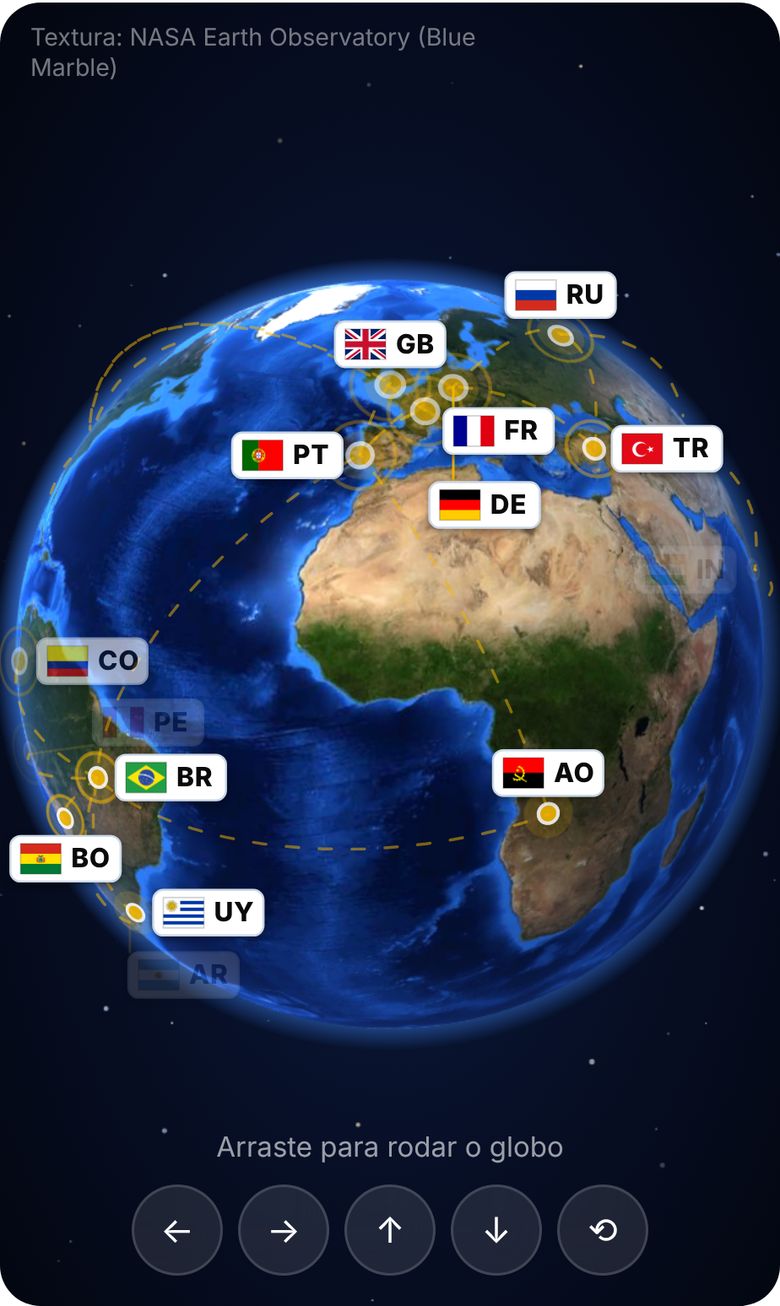 Textura: NASA Earth Observatory (Blue
Marble)
RU
GB
FR
PT
TR
DE
IN
CO
PE
BR
AO
BO
UY
AR
Arraste para rodar o globo